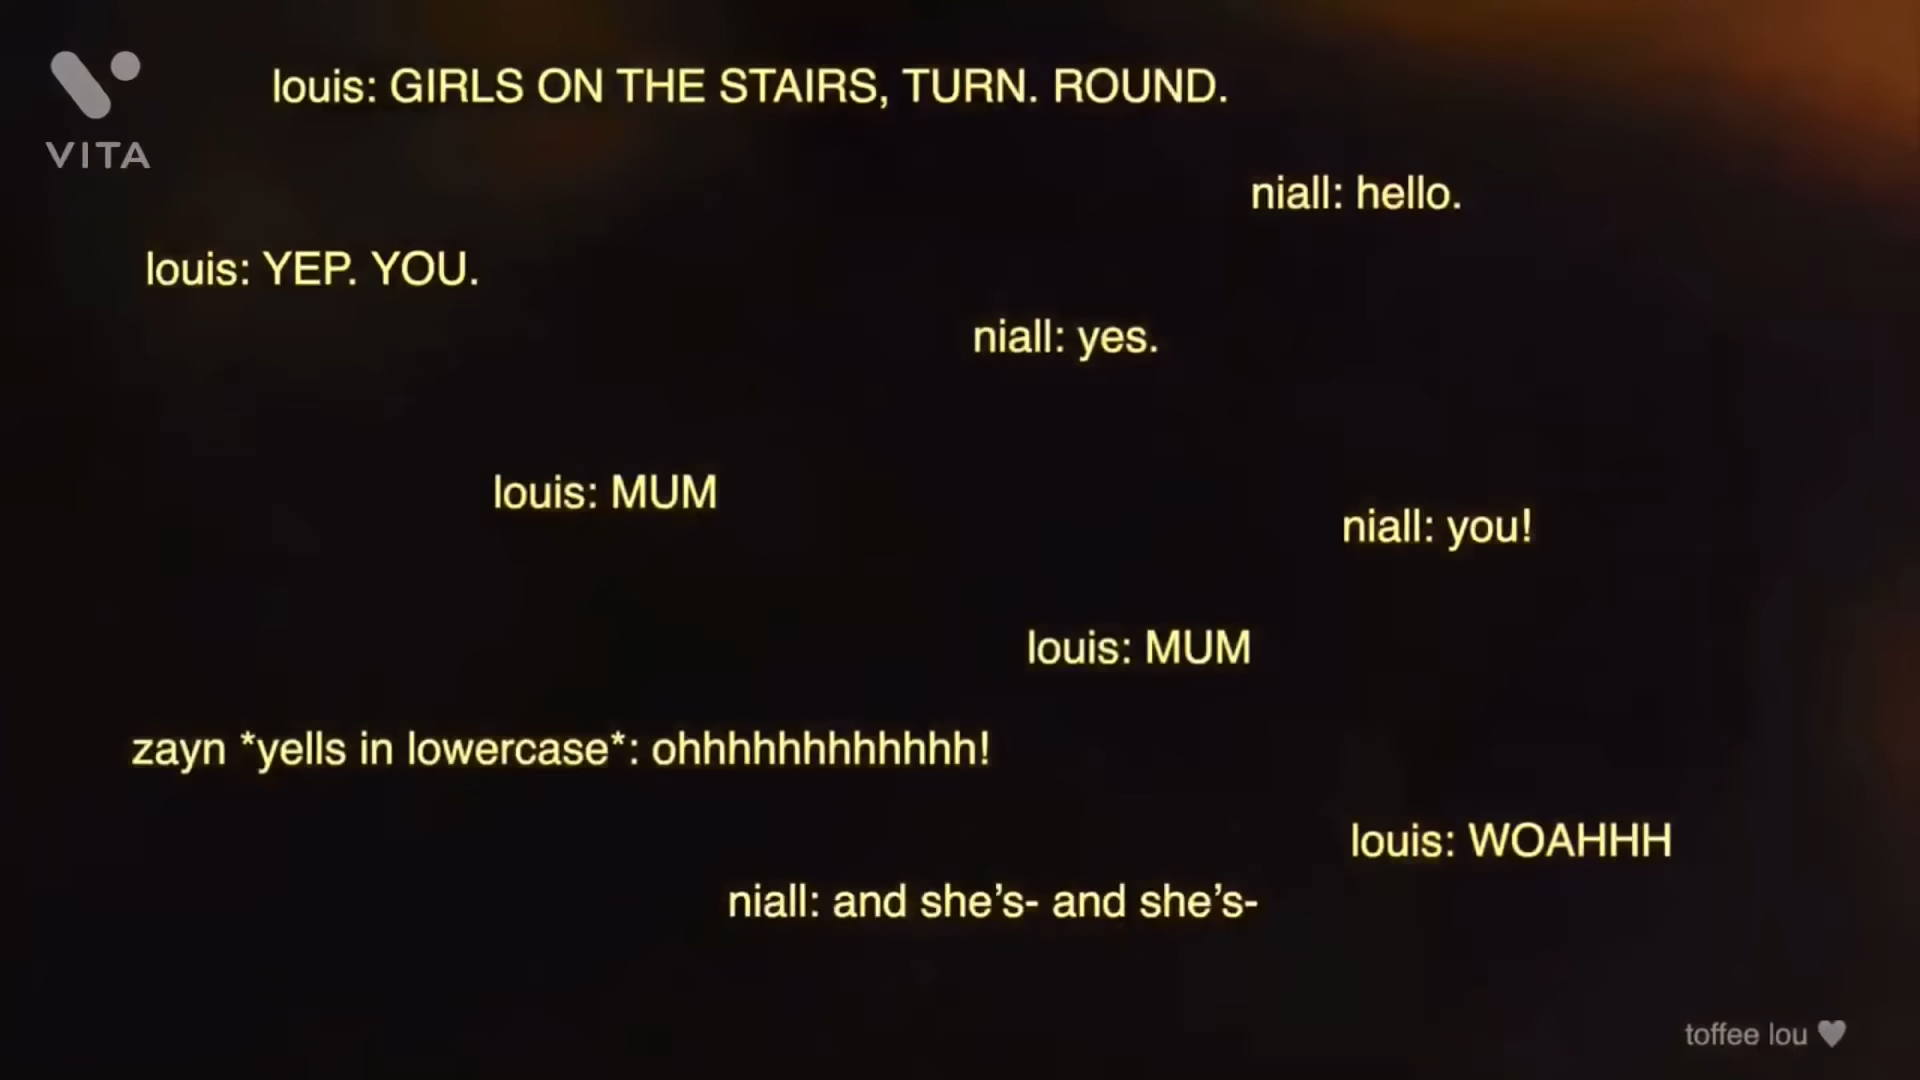 VITA
louis: GIRLS ON THE STAIRS, TURN. ROUND.
niall: hello.
louis: YEP. YOU.
niall: yes.
louis: MUM
niall: you!
louis: MUM
zayn *yells in lowercase*: ohhhhhhhhhhhh!
louis: WOAHHH
niall: and she’s- and she’s-
toffee lou 🖤